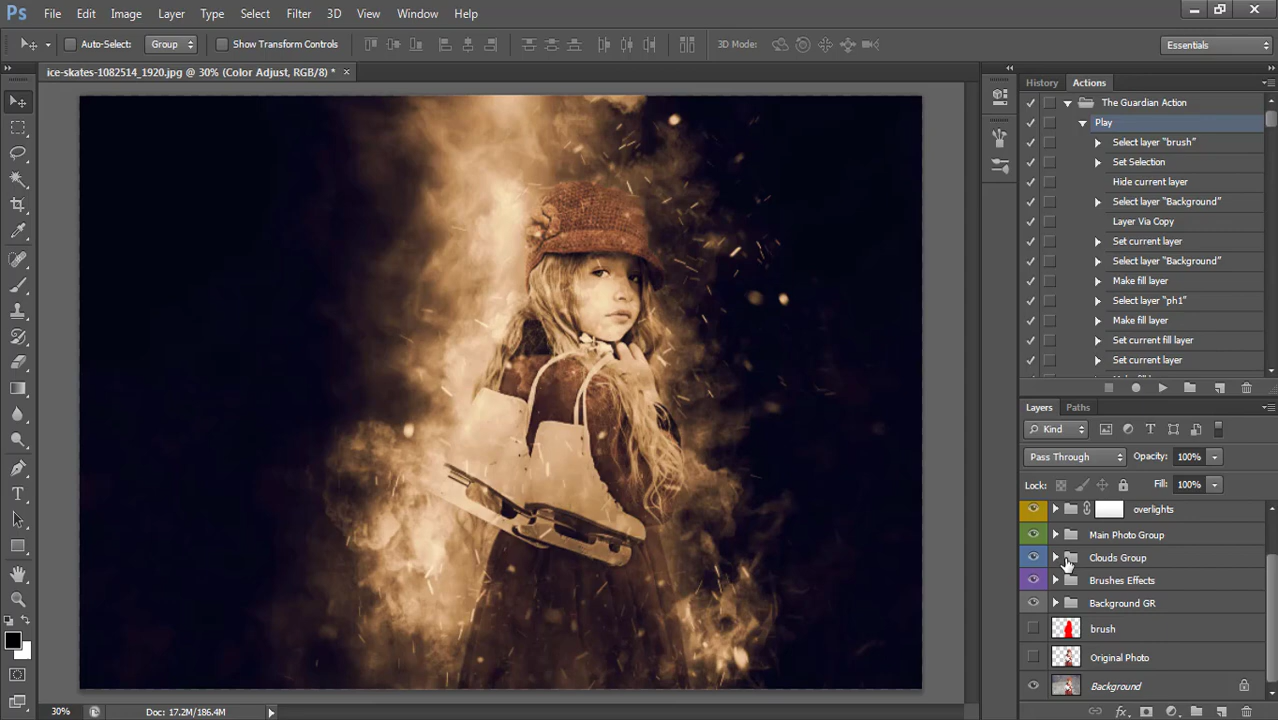 Ps File Edit Image Layer Type Select Filter 3D View Window Help
Auto-Select: Group Show Transform Controls 3D Mode: Essentials
ice-skates-1082514_1920.jpg @ 30% (Color Adjust, RGB/8) *
History Actions
The Guardian Action
Play
Select layer "brush"
Set Selection
Hide current layer
Select layer "Background"
Layer Via Copy
Set current layer
Select layer "Background"
Make fill layer
Select layer "ph1"
Make fill layer
Set current fill layer
Set current layer
Layers Paths
Kind
Pass Through Opacity: 100%
Lock: Fill: 100%
overlights
Main Photo Group
Clouds Group
Brushes Effects
Background GR
brush
Original Photo
Background
30% Doc: 17.2M/186.4M